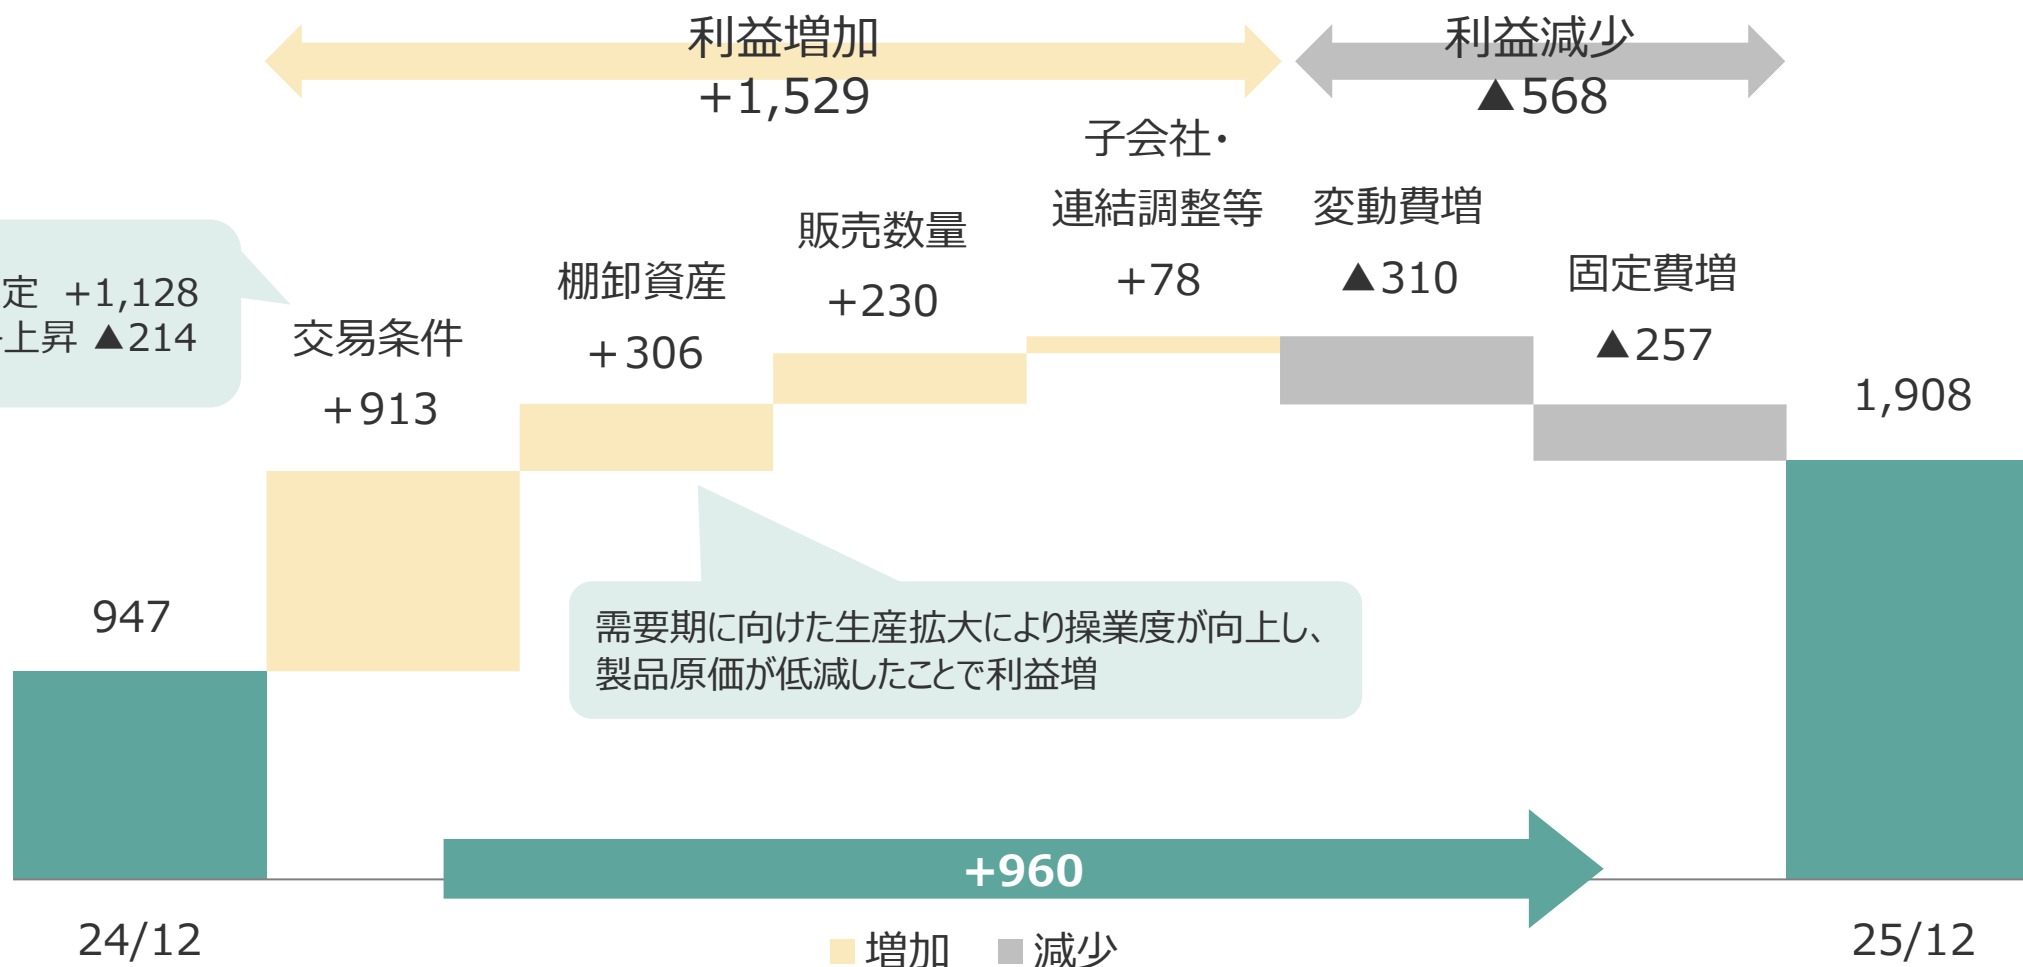 利益増加
+1,529
利益減少
▲568
定 +1,128
上昇 ▲214
交易条件
+913
棚卸資産
+306
販売数量
+230
子会社・
連結調整等
+78
変動費増
▲310
固定費増
▲257
947
1,908
需要期に向けた生産拡大により操業度が向上し、
製品原価が低減したことで利益増
+960
24/12
25/12
増加
減少